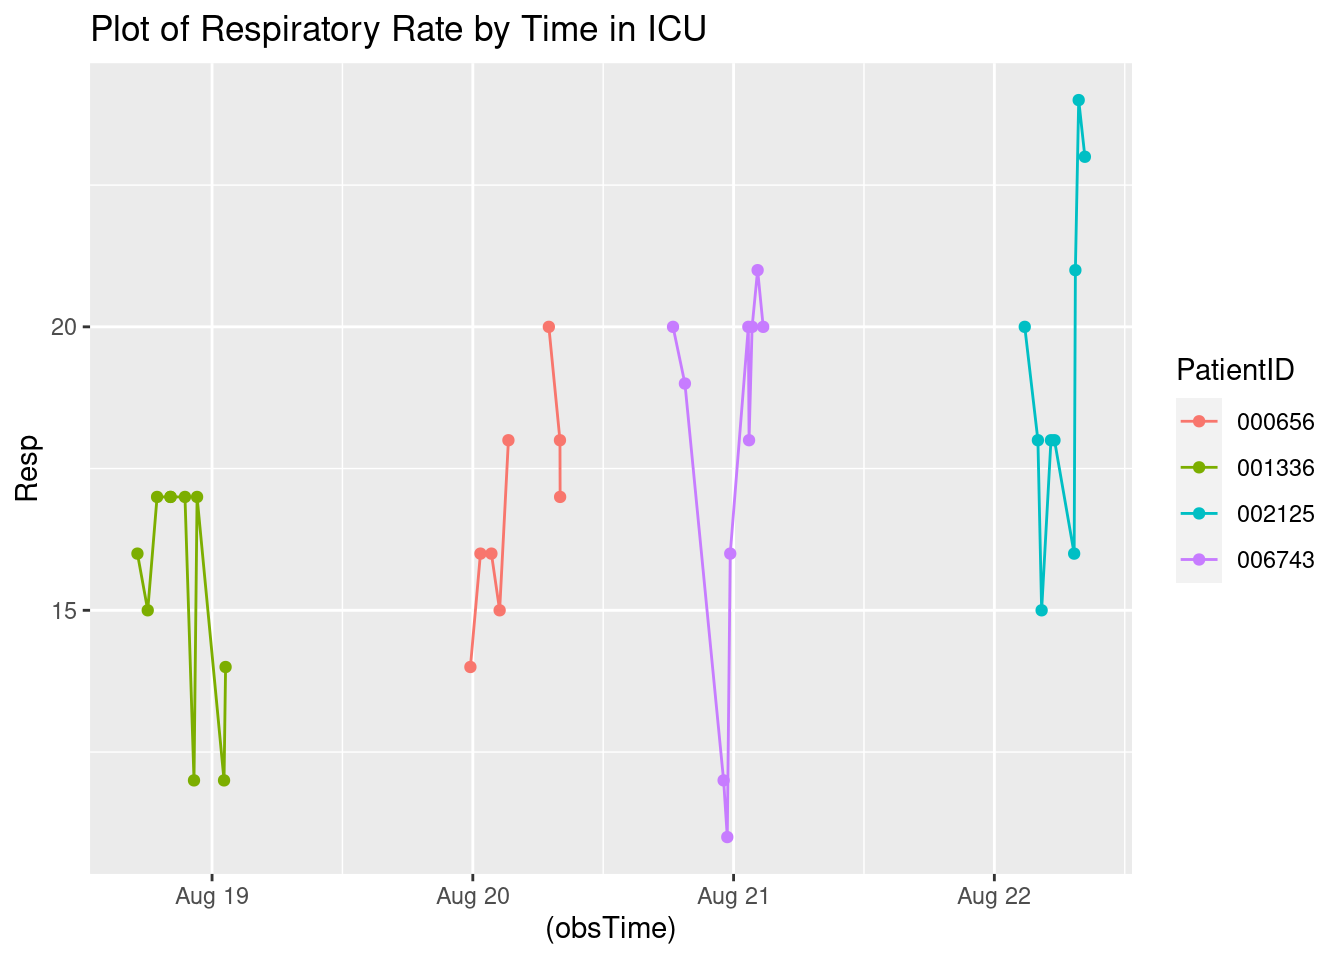 Plot of Respiratory Rate by Time in ICU
Resp
20
15
Aug 19
Aug 20
Aug 21
Aug 22
(obsTime)
PatientID
000656
001336
002125
006743